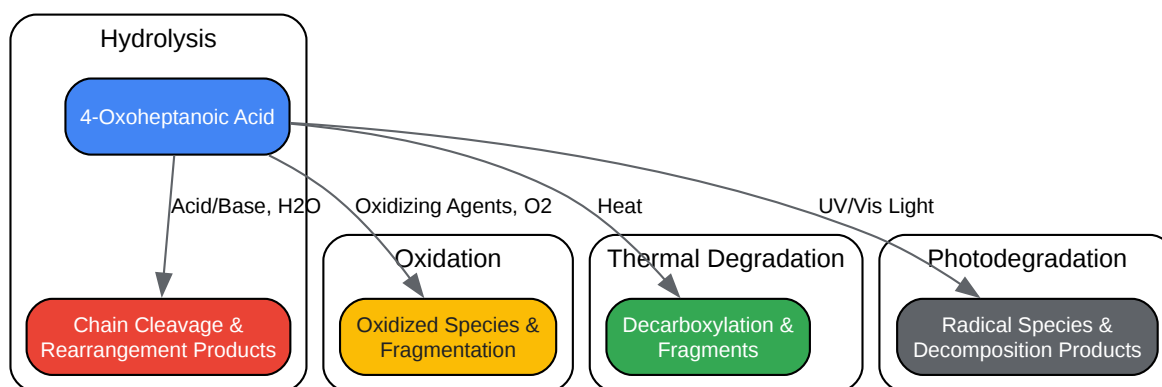 Hydrolysis
4-Oxoheptanoic Acid
Acid/Base, H2O
Oxidizing Agents, O2
Heat
UV/Vis Light
Oxidation
Thermal Degradation
Photodegradation
Chain Cleavage &
Rearrangement Products
Oxidized Species &
Fragmentation
Decarboxylation &
Fragments
Radical Species &
Decomposition Products